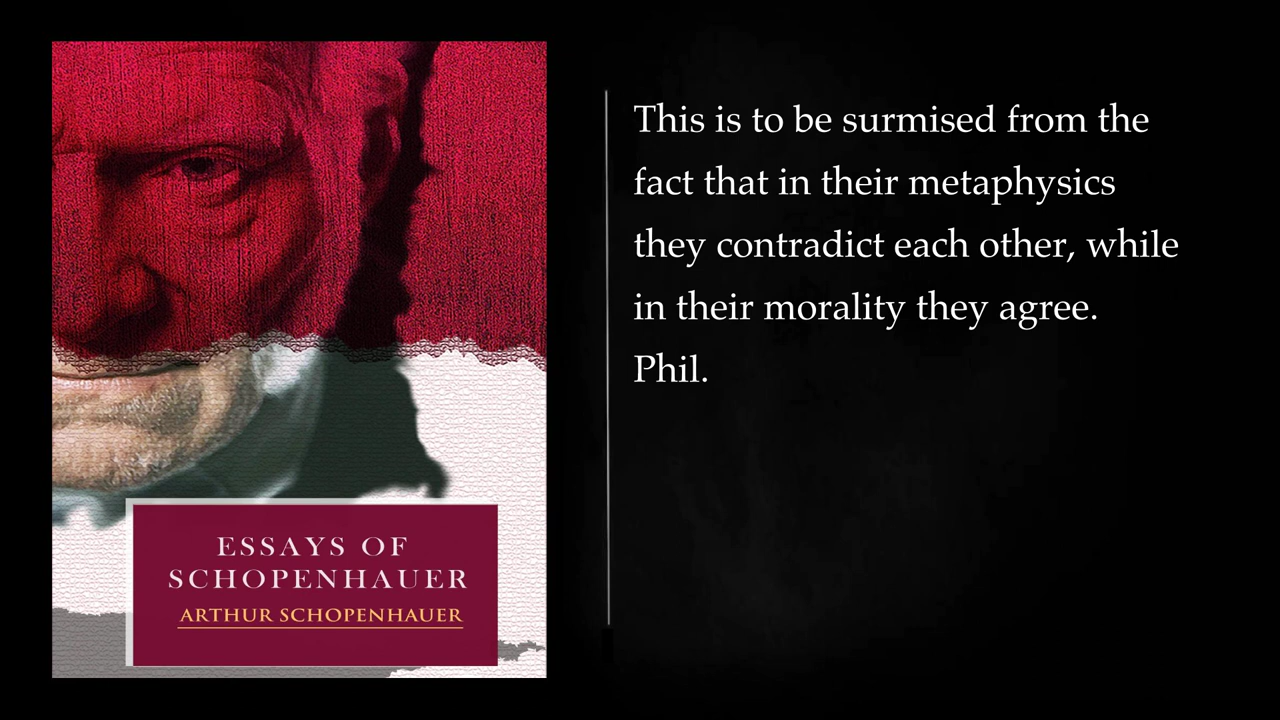 ESSAYS OF
SCHOPENHAUER
ARTHUR SCHOPENHAUER
This is to be surmised from the
fact that in their metaphysics
they contradict each other, while
in their morality they agree.
Phil.